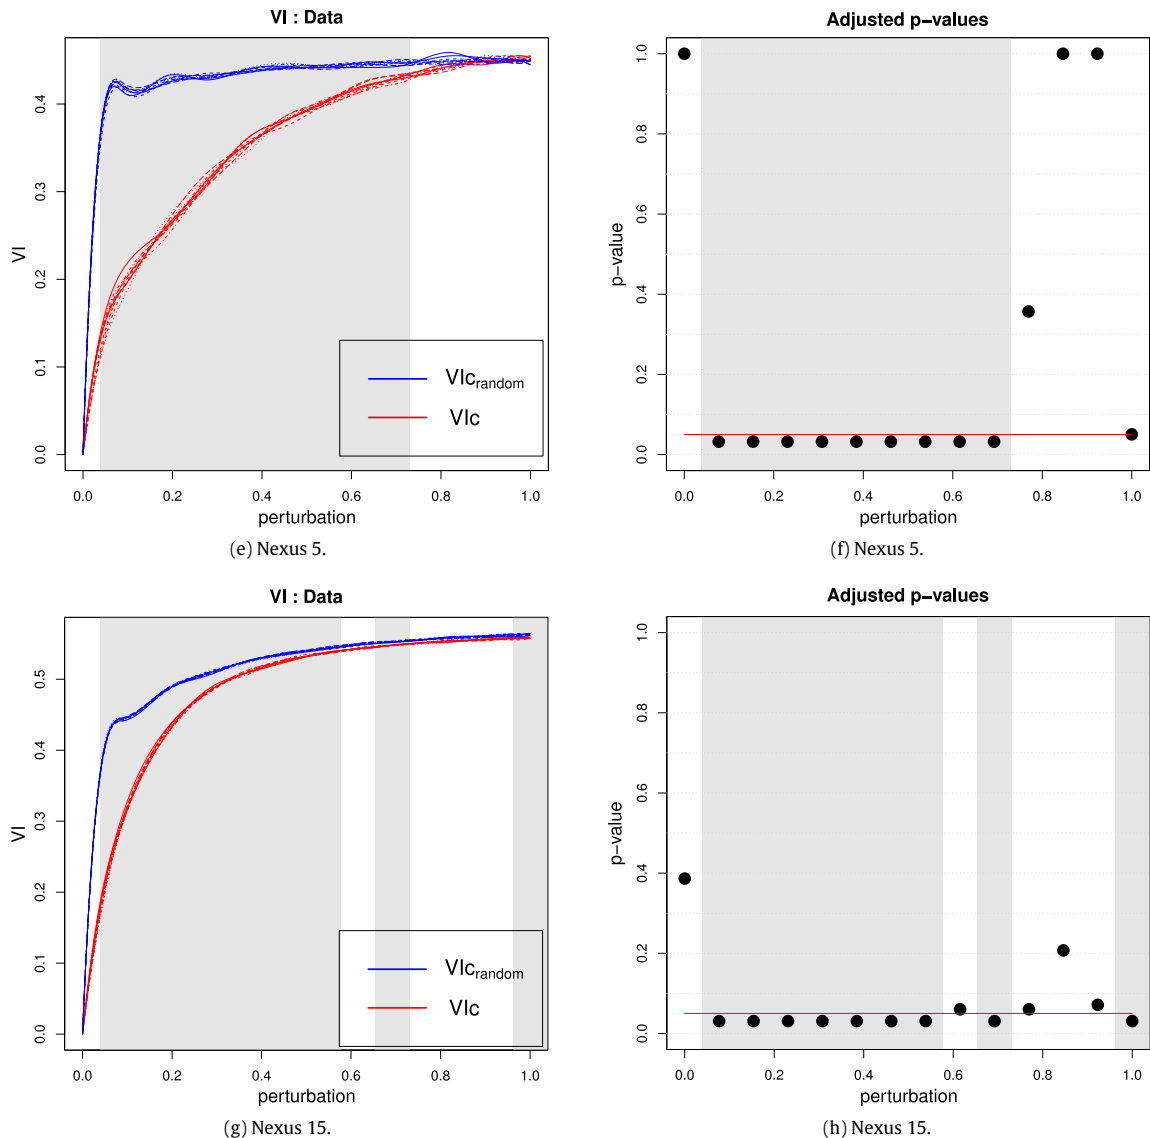 VI : Data
VI
0.0 0.1 0.2 0.3 0.4
VIc random
VIc
0.0 0.2 0.4 0.6 0.8 1.0
perturbation
(e) Nexus 5.
Adjusted p−values
p−value
0.0 0.2 0.4 0.6 0.8 1.0
0.0 0.2 0.4 0.6 0.8 1.0
perturbation
(f) Nexus 5.
VI : Data
VI
0.0 0.1 0.2 0.3 0.4 0.5
VIc random
VIc
0.0 0.2 0.4 0.6 0.8 1.0
perturbation
(g) Nexus 15.
Adjusted p−values
p−value
0.0 0.2 0.4 0.6 0.8 1.0
0.0 0.2 0.4 0.6 0.8 1.0
perturbation
(h) Nexus 15.